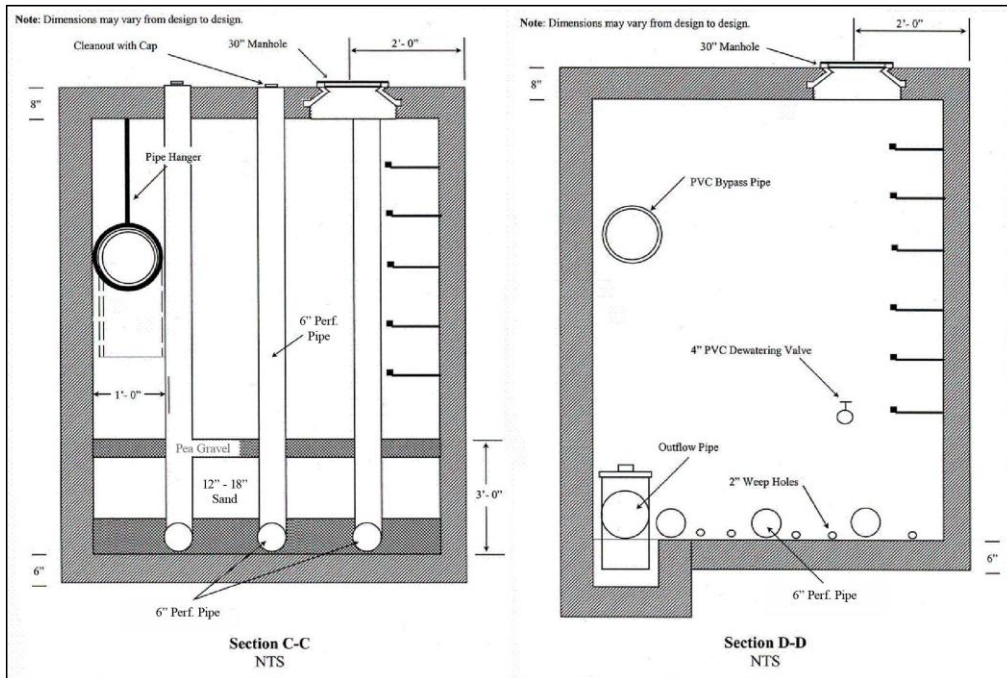 Note: Dimensions may vary from design to design.
Cleanout with Cap
30" Manhole
2'- 0"
8"
Pipe Hanger
6" Perf.
Pipe
1'- 0"
Pea Gravel
12" - 18"
Sand
3'- 0"
6"
6" Perf. Pipe
Section C-C
NTS
Note: Dimensions may vary from design to design.
2'- 0"
30" Manhole
8"
PVC Bypass Pipe
4" PVC Dewatering Valve
Outflow Pipe
2" Weep Holes
6"
6" Perf. Pipe
Section D-D
NTS